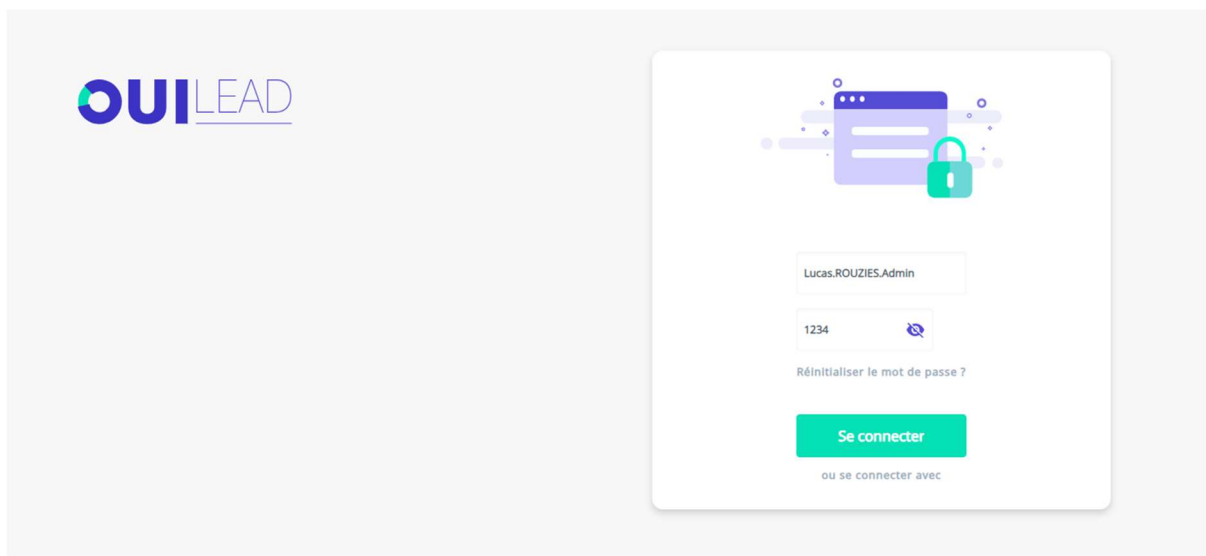 OUILEAD
Lucas.ROUZIES.Admin
1234
Réinitialiser le mot de passe ?
Se connecter
ou se connecter avec